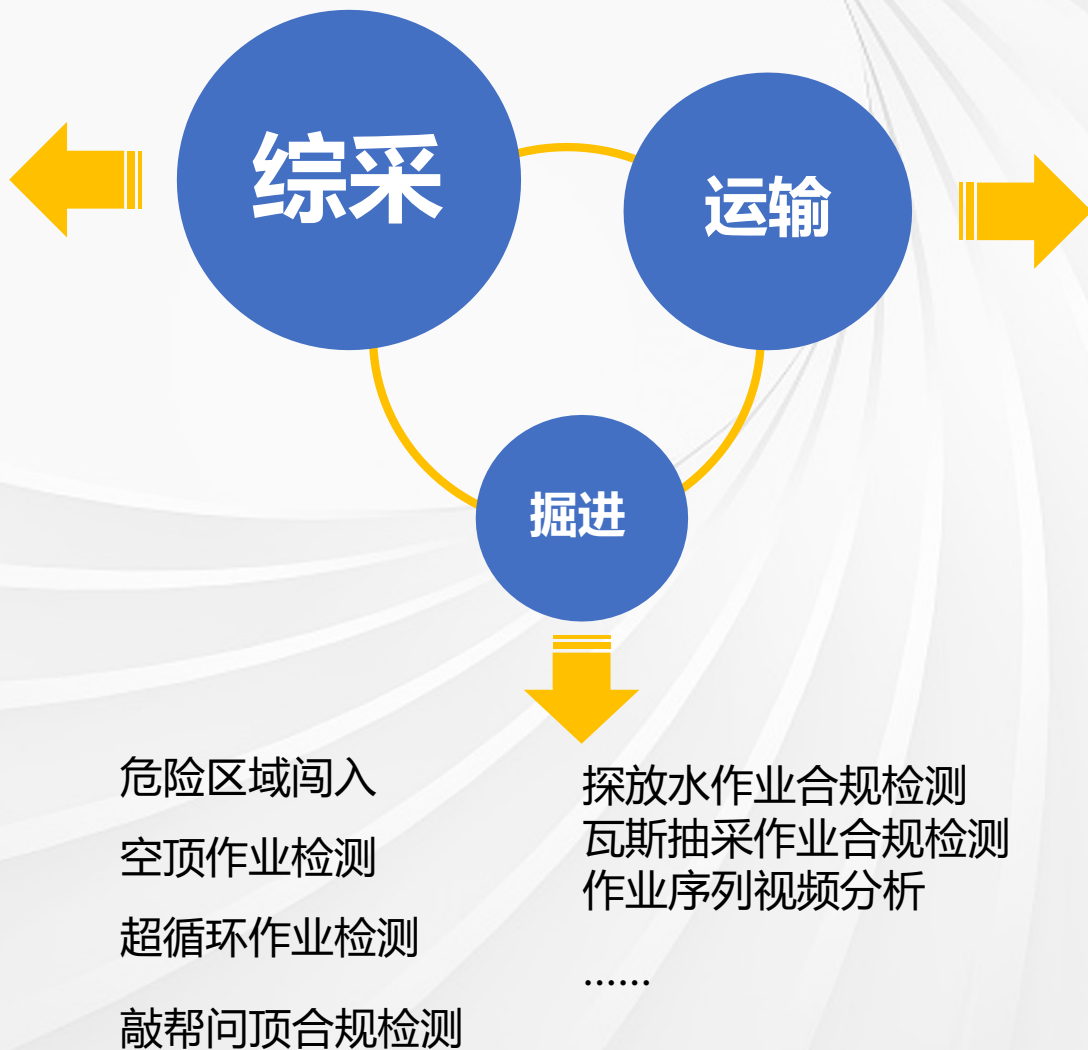 综采
运输
掘进
危险区域闯入
空顶作业检测
超循环作业检测
敲帮问顶合规检测
探放水作业合规检测
瓦斯抽采作业合规检测
作业序列视频分析
......